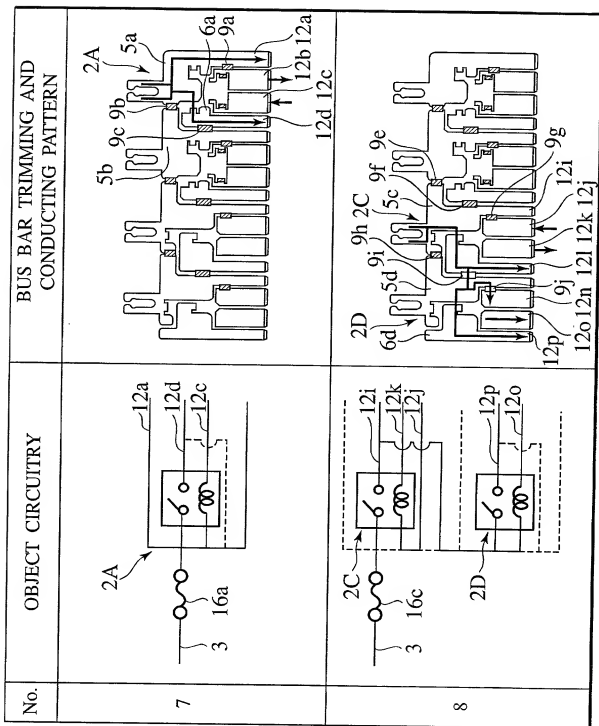 No.
OBJECT CIRCUITRY
BUS BAR TRIMMING AND
CONDUCTING PATTERN
7
2A
3
16a
12a
12d
12c
5b
9c
9b
5a
2A
6a
9a
12a
12b
12c
12d
8
2C
3
16c
2D
12i
12k
12j
12p
12o
6d
2D
5d
9i
9h
2C
5c
9f
9e
9g
12i
12j
12k
12l
9j
12n
12o
12p